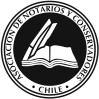 ASOCIACION DE NOTARIOS Y CONSERVADORES
• CHILE •